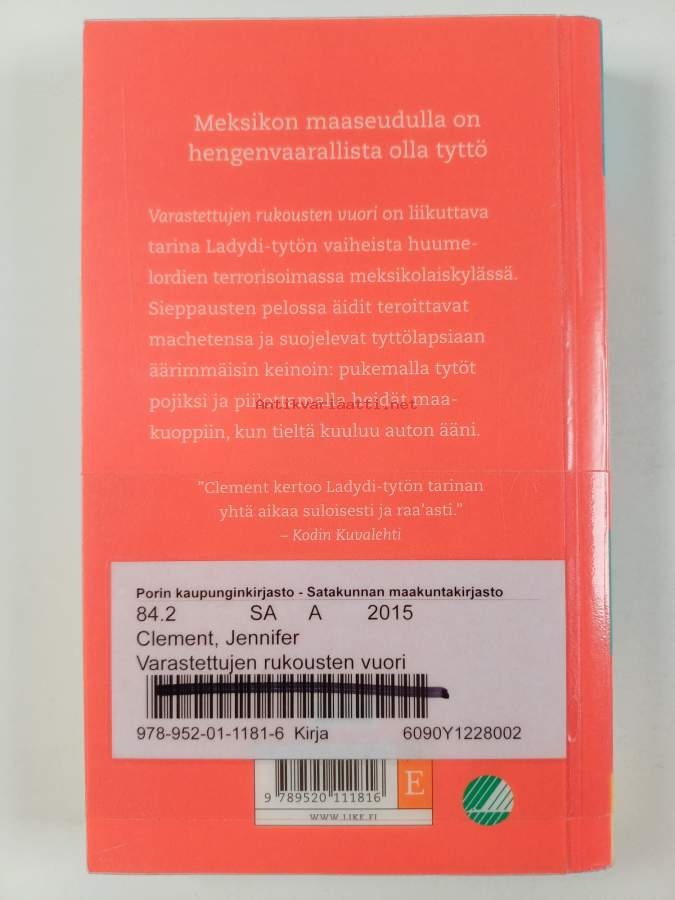 Meksikon maaseudulla on
hengenvaarallista olla tyttö
Varastettujen rukousten vuori on liikuttava
tarina Ladydi-tytön vaiheista huume-
lordien terrorisoimassa meksikolaiskylässä.
Sieppausten pelossa äidit teroittavat
machetensa ja suojelevat tyttölapsiaan
äärimmäisin keinoin: pukemalla tytöt
pojiksi ja piilottamalla heidät maa-
Antikvariaatti.net
kuoppiin, kun tieltä kuuluu auton ääni.
”Clement kertoo Ladydi-tytön tarinan
yhtä aikaa suloisesti ja raa’asti.”
– Kodin Kuvalehti
Porin kaupunginkirjasto - Satakunnan maakuntakirjasto
84.2 SA A 2015
Clement, Jennifer
Varastettujen rukousten vuori
978-952-01-1181-6 Kirja 6090Y1228002
E
9 789520 111816
WWW.LIKE.FI